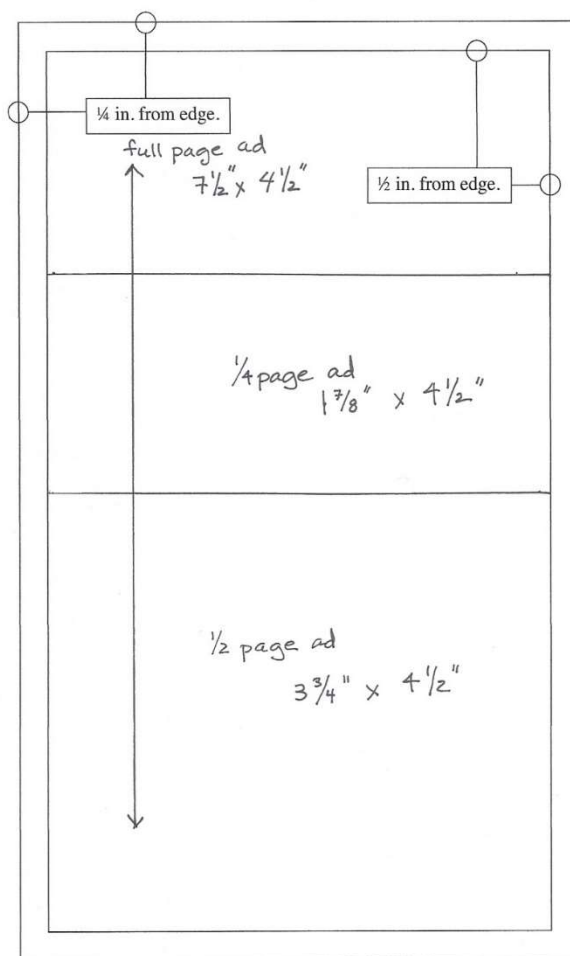 ¼ in. from edge.
full page ad
7½" x 4½"
½ in. from edge.
¼ page ad
1⅞" x 4½"
½ page ad
3¾" x 4½"